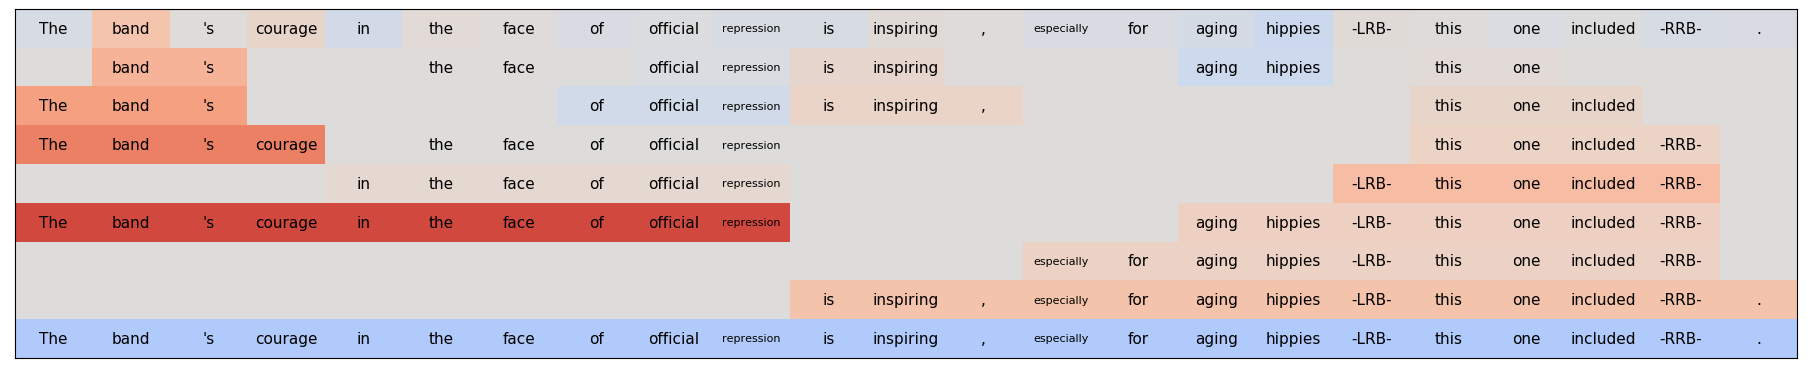 The band 's courage in the face of official repression is inspiring , especially for aging hippies -LRB- this one included -RRB- .
band 's the face official repression is inspiring aging hippies this one
The band 's of official repression is inspiring , this one included
The band 's courage the face of official repression this one included -RRB-
in the face of official repression -LRB- this one included -RRB-
The band 's courage in the face of official repression aging hippies -LRB- this one included -RRB-
especially for aging hippies -LRB- this one included -RRB-
is inspiring , especially for aging hippies -LRB- this one included -RRB- .
The band 's courage in the face of official repression is inspiring , especially for aging hippies -LRB- this one included -RRB- .